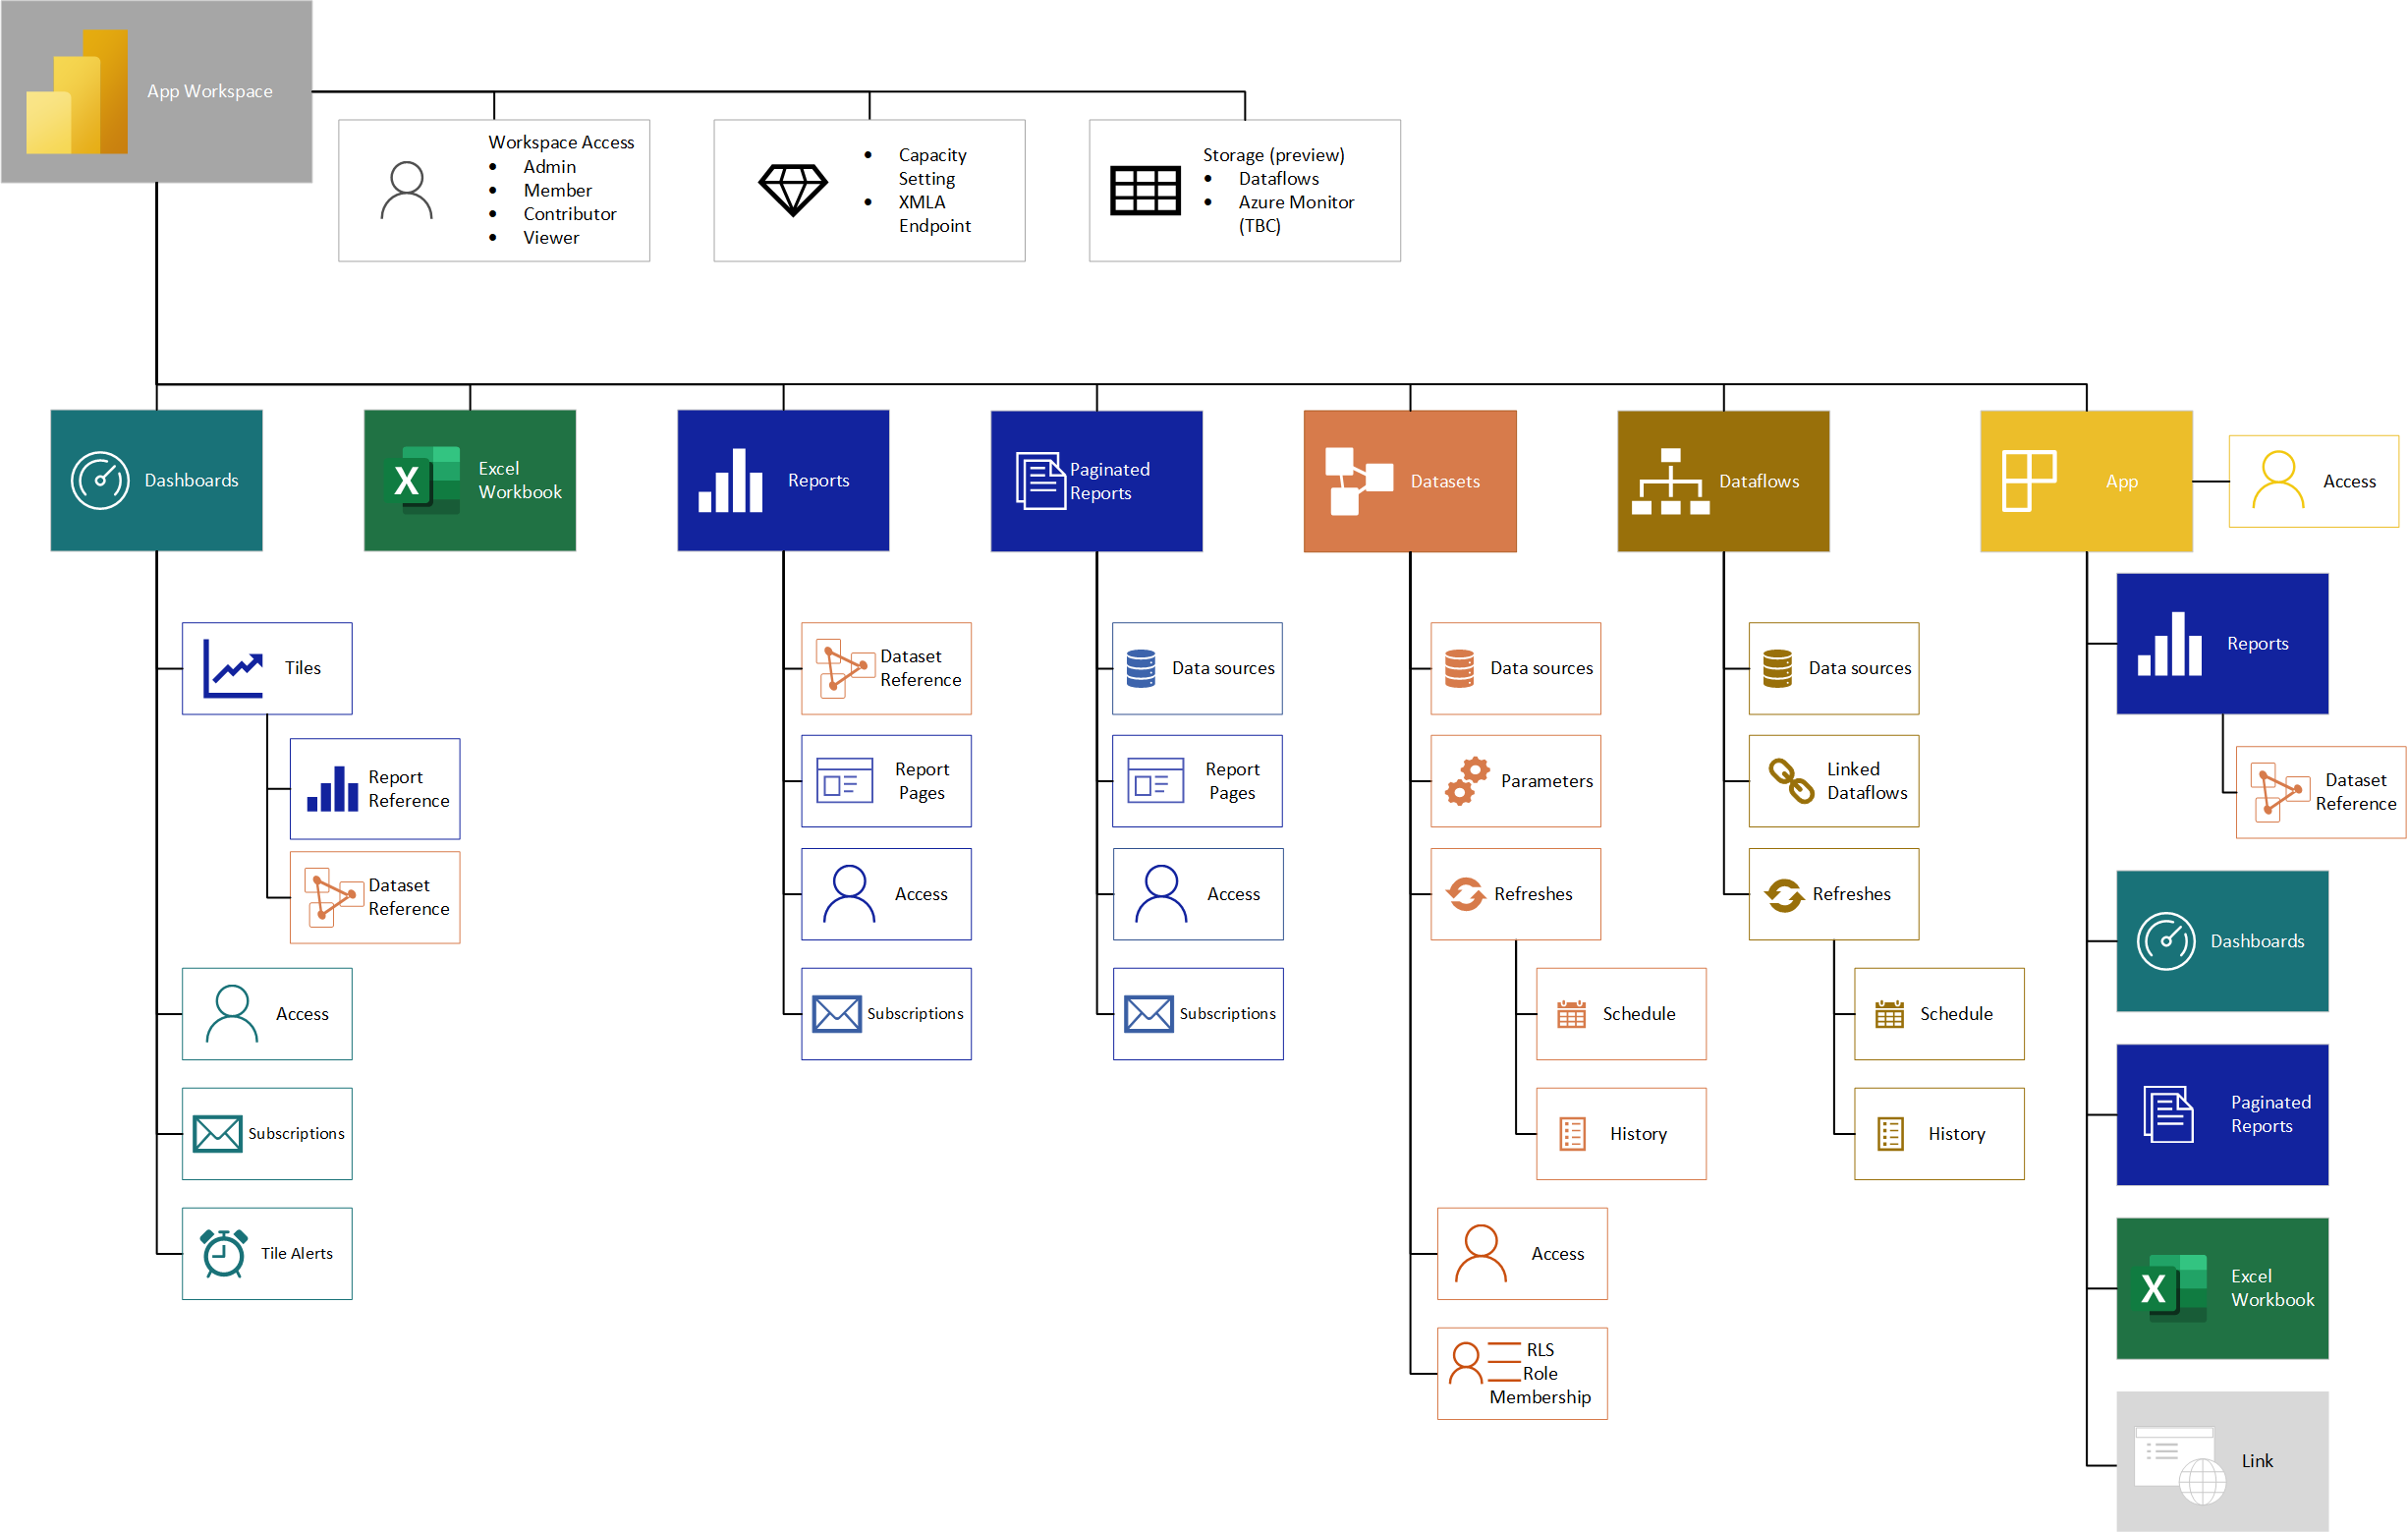 App Workspace
Workspace Access
• Admin
• Member
• Contributor
• Viewer
• Capacity
Setting
• XMLA
Endpoint
Storage (preview)
• Dataflows
• Azure Monitor
(TBC)
Dashboards
X
Excel
Workbook
Reports
Paginated
Reports
Datasets
Dataflows
App
Access
Tiles
Report
Reference
Dataset
Reference
Access
Subscriptions
Tile Alerts
Dataset
Reference
Report
Pages
Access
Subscriptions
Data sources
Report
Pages
Access
Subscriptions
Data sources
Parameters
Refreshes
Schedule
History
Access
RLS
Role
Membership
Data sources
Linked
Dataflows
Refreshes
Schedule
History
Reports
Dataset
Reference
Dashboards
Paginated
Reports
X
Excel
Workbook
Link